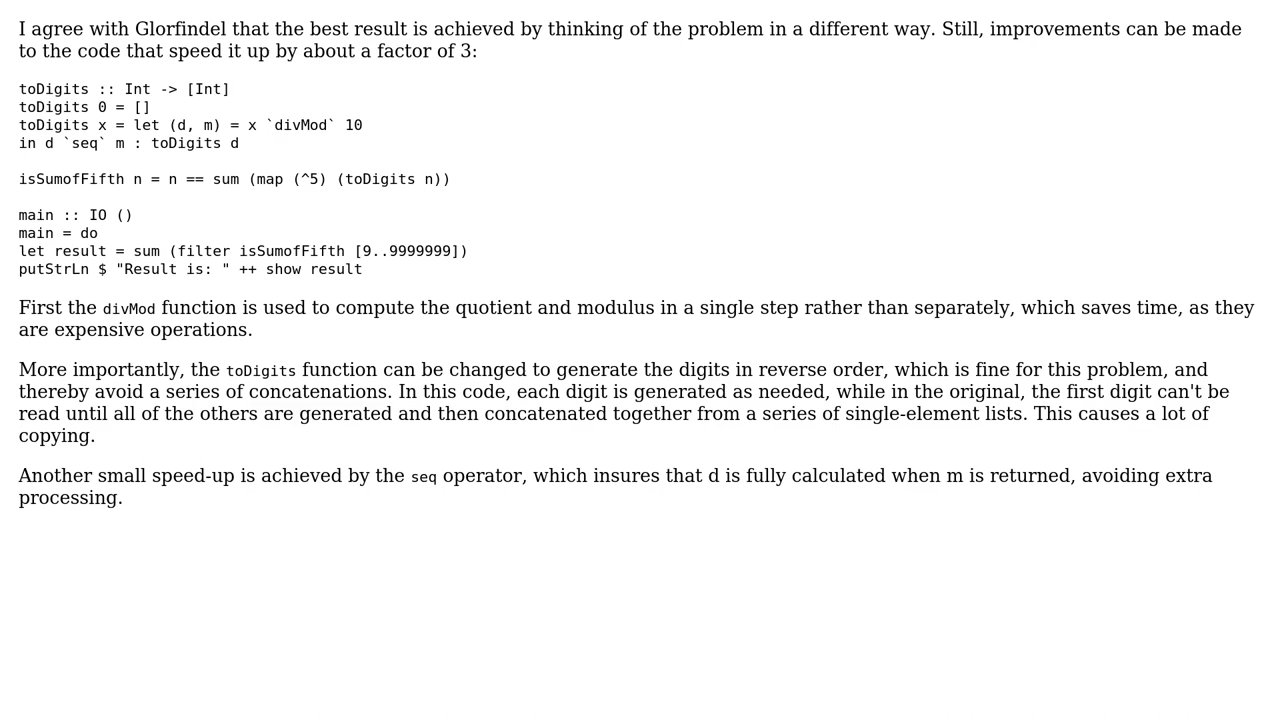 I agree with Glorfindel that the best result is achieved by thinking of the problem in a different way. Still, improvements can be made
to the code that speed it up by about a factor of 3:
toDigits :: Int -> [Int]
toDigits 0 = []
toDigits x = let (d, m) = x `divMod` 10
in d `seq` m : toDigits d
isSumofFifth n = n == sum (map (^5) (toDigits n))
main :: IO ()
main = do
let result = sum (filter isSumofFifth [9..9999999])
putStrLn $ "Result is: " ++ show result
First the divMod function is used to compute the quotient and modulus in a single step rather than separately, which saves time, as they
are expensive operations.
More importantly, the toDigits function can be changed to generate the digits in reverse order, which is fine for this problem, and
thereby avoid a series of concatenations. In this code, each digit is generated as needed, while in the original, the first digit can't be
read until all of the others are generated and then concatenated together from a series of single-element lists. This causes a lot of
copying.
Another small speed-up is achieved by the seq operator, which insures that d is fully calculated when m is returned, avoiding extra
processing.